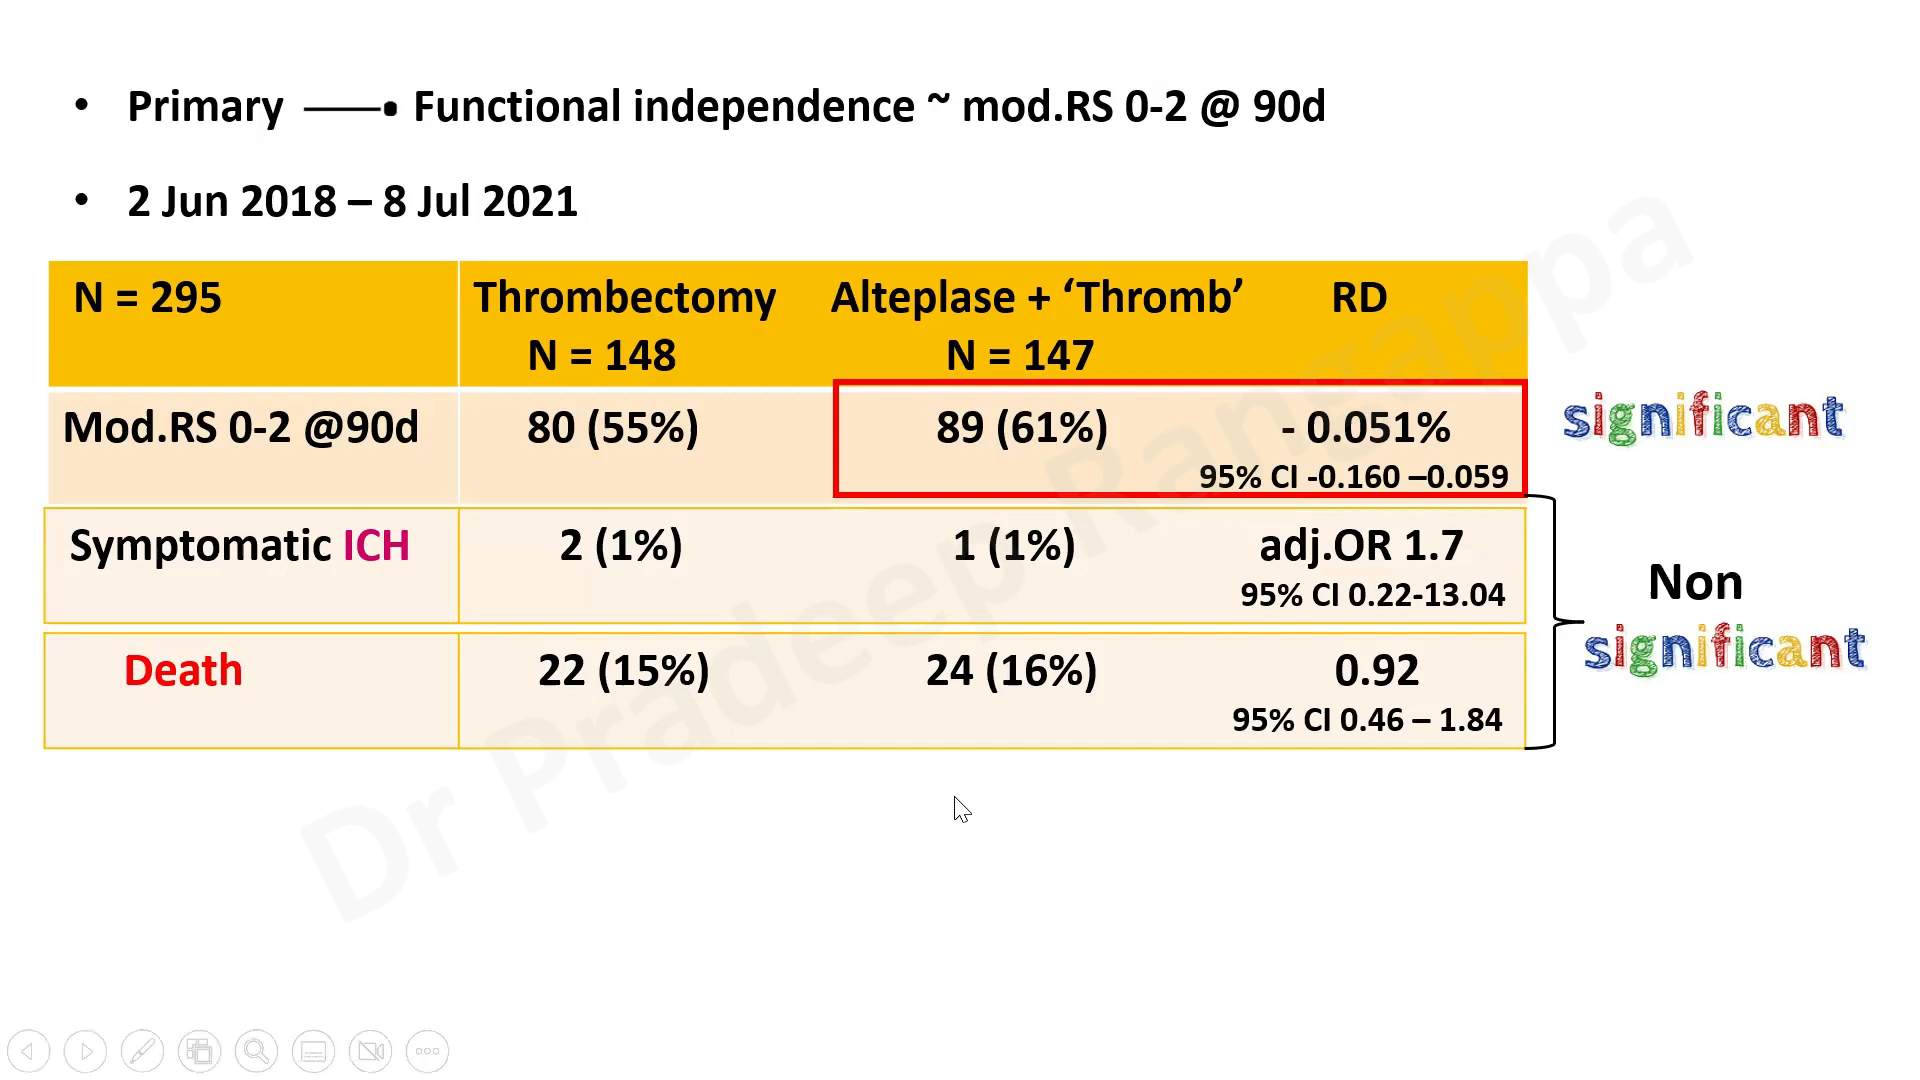 • Primary Functional independence ~ mod.RS 0-2 @ 90d
• 2 Jun 2018 – 8 Jul 2021
N = 295 Thrombectomy Alteplase + ‘Thromb’ RD
N = 148 N = 147
Mod.RS 0-2 @90d 80 (55%) 89 (61%) - 0.051%
95% CI -0.160 –0.059
significant
Symptomatic ICH 2 (1%) 1 (1%) adj.OR 1.7
95% CI 0.22-13.04
Non
significant
Death 22 (15%) 24 (16%) 0.92
95% CI 0.46 – 1.84
Dr Pradeep Rangappa